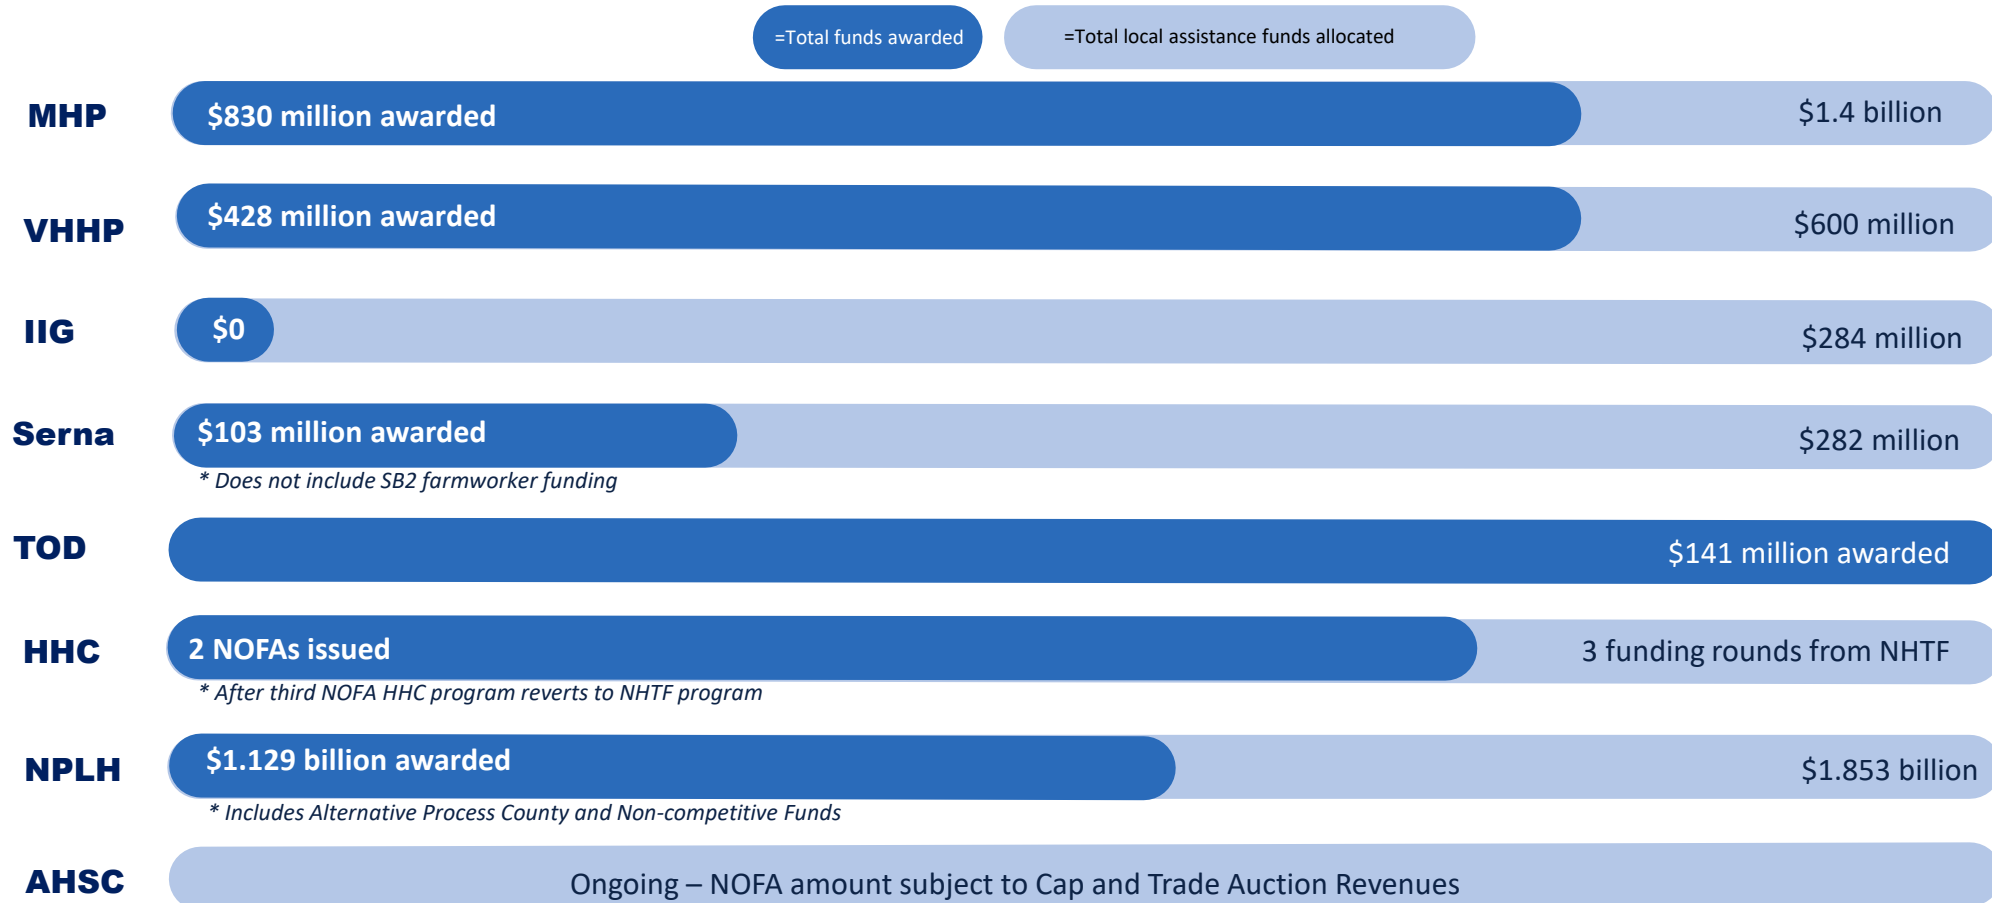 =Total funds awarded
=Total local assistance funds allocated
MHP
$830 million awarded
$1.4 billion
VHHP
$428 million awarded
$600 million
IIG
$0
$284 million
Serna
$103 million awarded
$282 million
* Does not include SB2 farmworker funding
TOD
$141 million awarded
HHC
2 NOFAs issued
3 funding rounds from NHTF
* After third NOFA HHC program reverts to NHTF program
NPLH
$1.129 billion awarded
$1.853 billion
* Includes Alternative Process County and Non-competitive Funds
AHSC
Ongoing – NOFA amount subject to Cap and Trade Auction Revenues